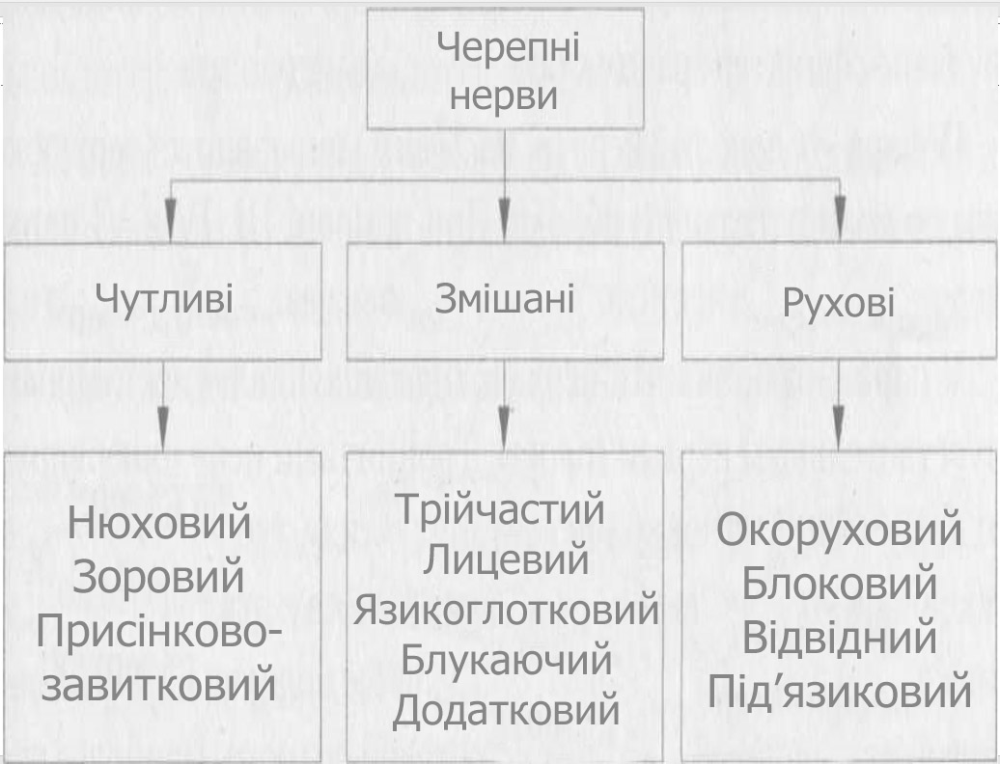 Черепні
нерви
Чутливі
Змішані
Рухові
Нюховий
Зоровий
Присінково-
завитковий
Трійчастий
Лицевий
Язикоглотковий
Блукаючий
Додатковий
Окоруховий
Блоковий
Відвідний
Під’язиковий